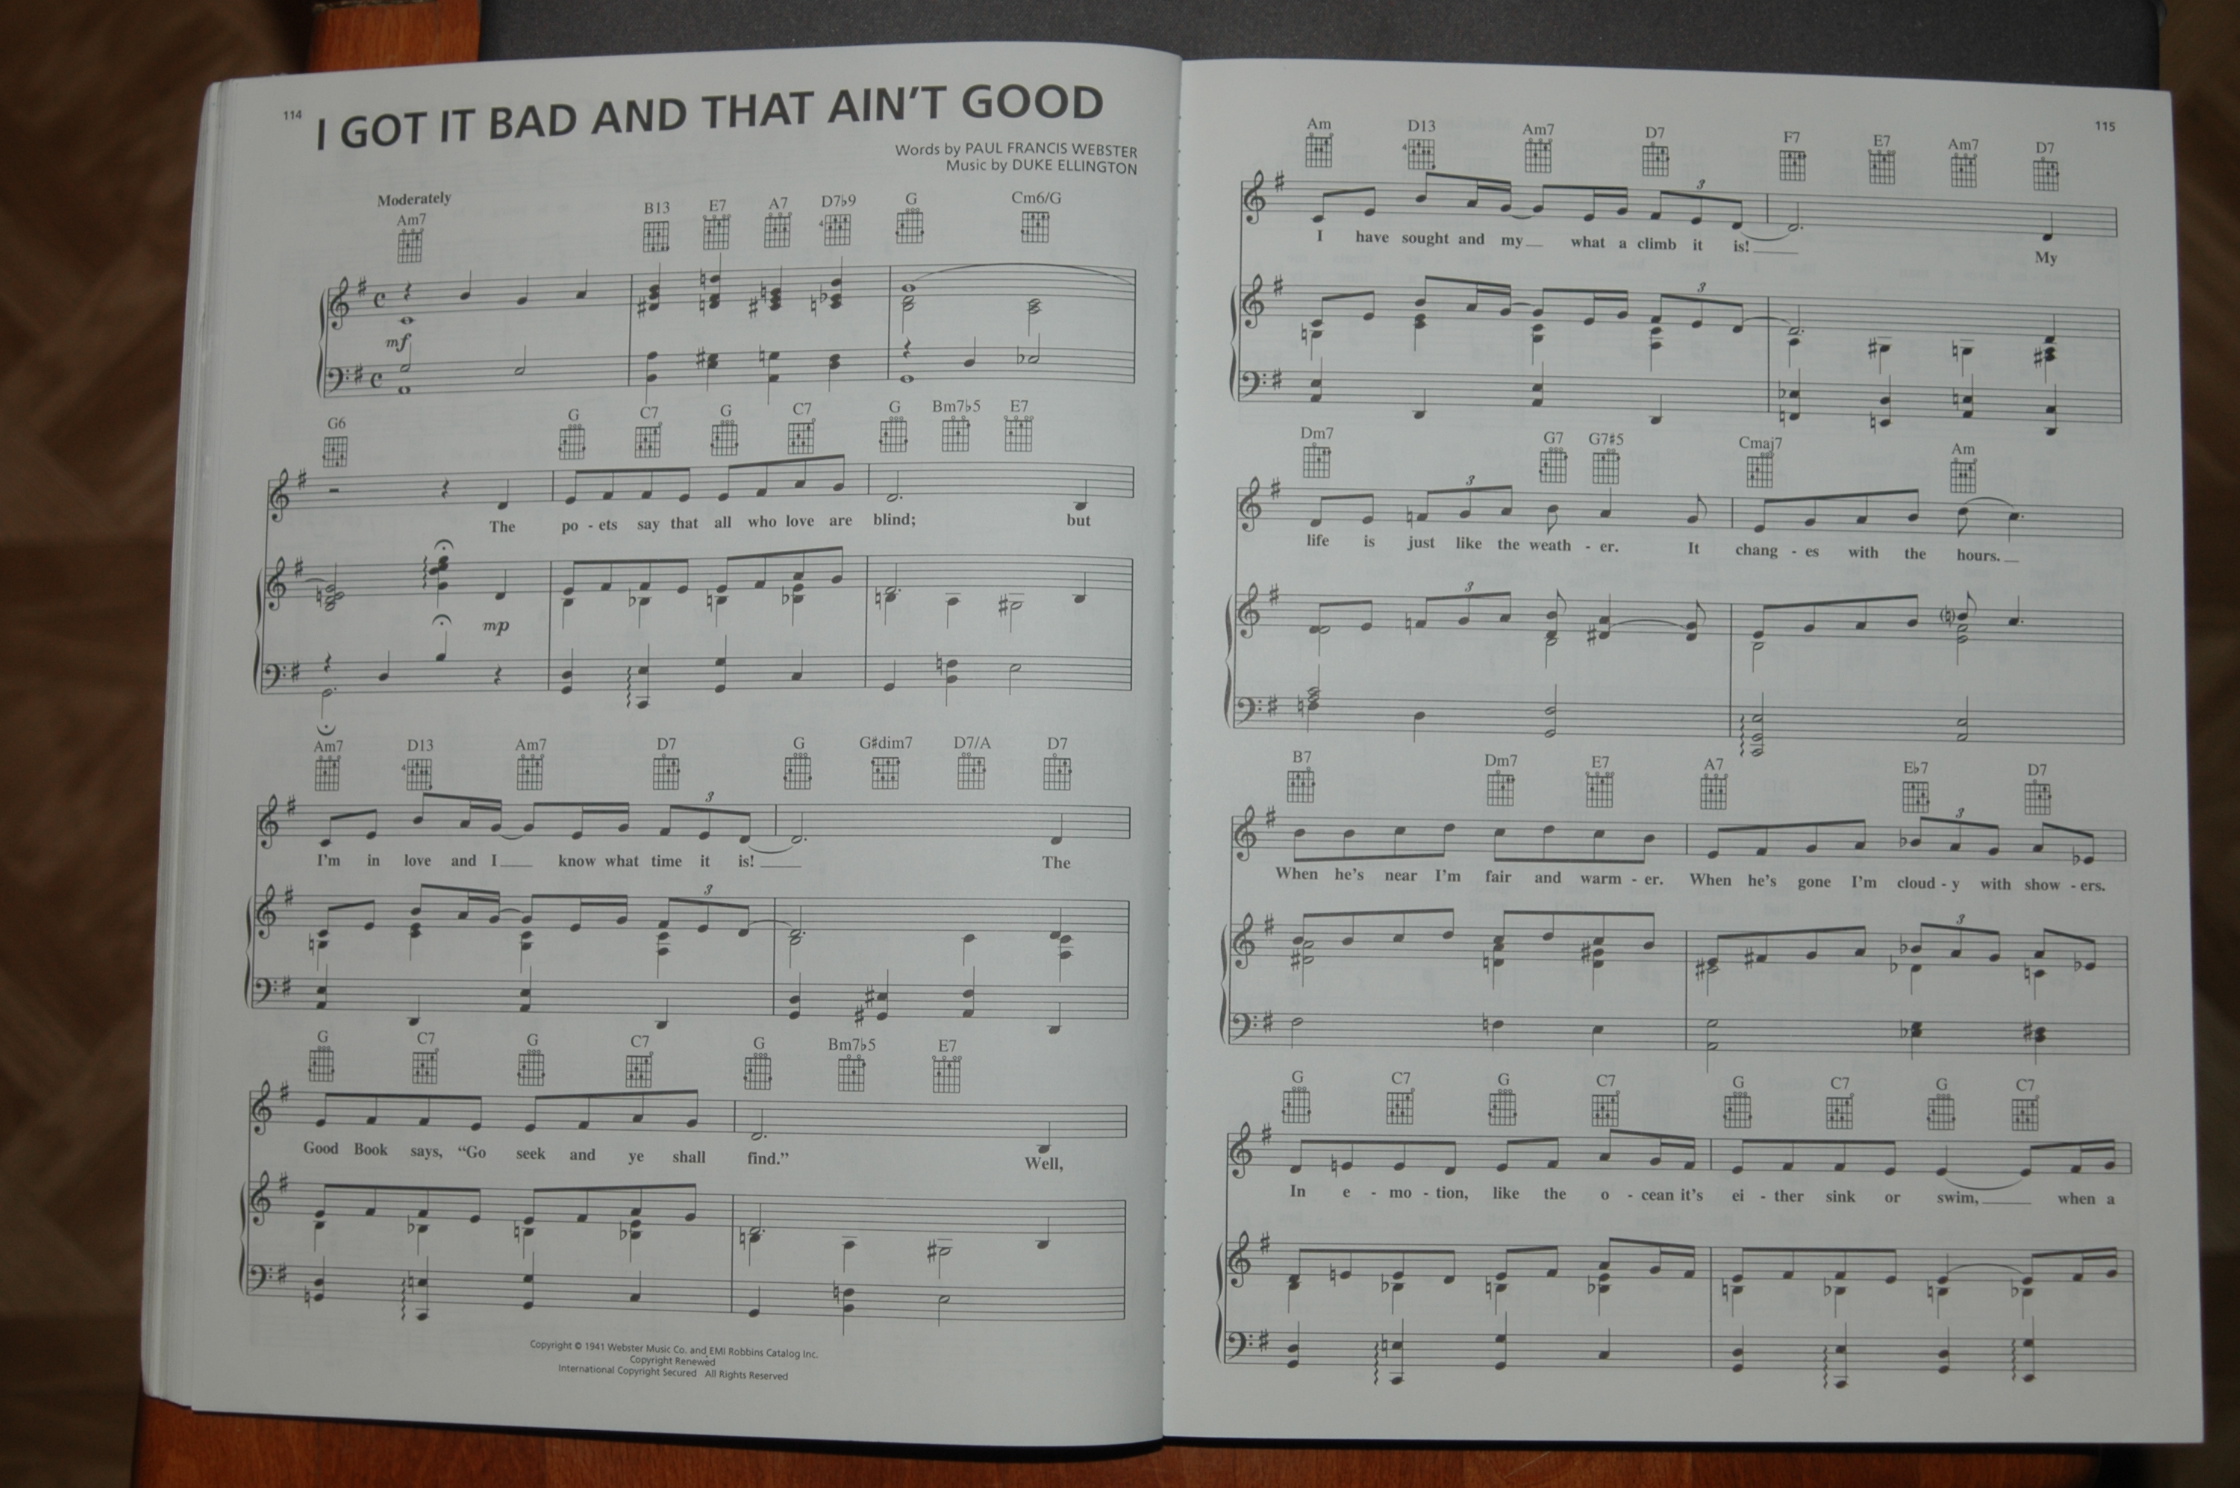 114
I GOT IT BAD AND THAT AIN'T GOOD
Words by PAUL FRANCIS WEBSTER
Music by DUKE ELLINGTON
Moderately
Am7 B13 E7 A7 D7♭9 G Cm6/G
4
mf
G6 G C7 G C7 G Bm7♭5 E7
The po - ets say that all who love are blind; but
mp
Am7 D13 Am7 D7 G G♯dim7 D7/A D7
4
3
I'm in love and I know what time it is! The
3
G C7 G C7 G Bm7♭5 E7
Good Book says, “Go seek and ye shall find.” Well,
Copyright © 1941 Webster Music Co. and EMI Robbins Catalog Inc.
Copyright Renewed
International Copyright Secured All Rights Reserved
115
Am D13 Am7 D7 F7 E7 Am7 D7
4
3
I have sought and my what a climb it is! My
3
Dm7 G7 G7♯5 Cmaj7 Am
3
life is just like the weath - er. It chang - es with the hours.
3
B7 Dm7 E7 A7 E♭7 D7
3
When he's near I'm fair and warm - er. When he's gone I'm cloud - y with show - ers.
3
G C7 G C7 G C7 G C7
In e - mo - tion, like the o - cean it's ei - ther sink or swim, when a